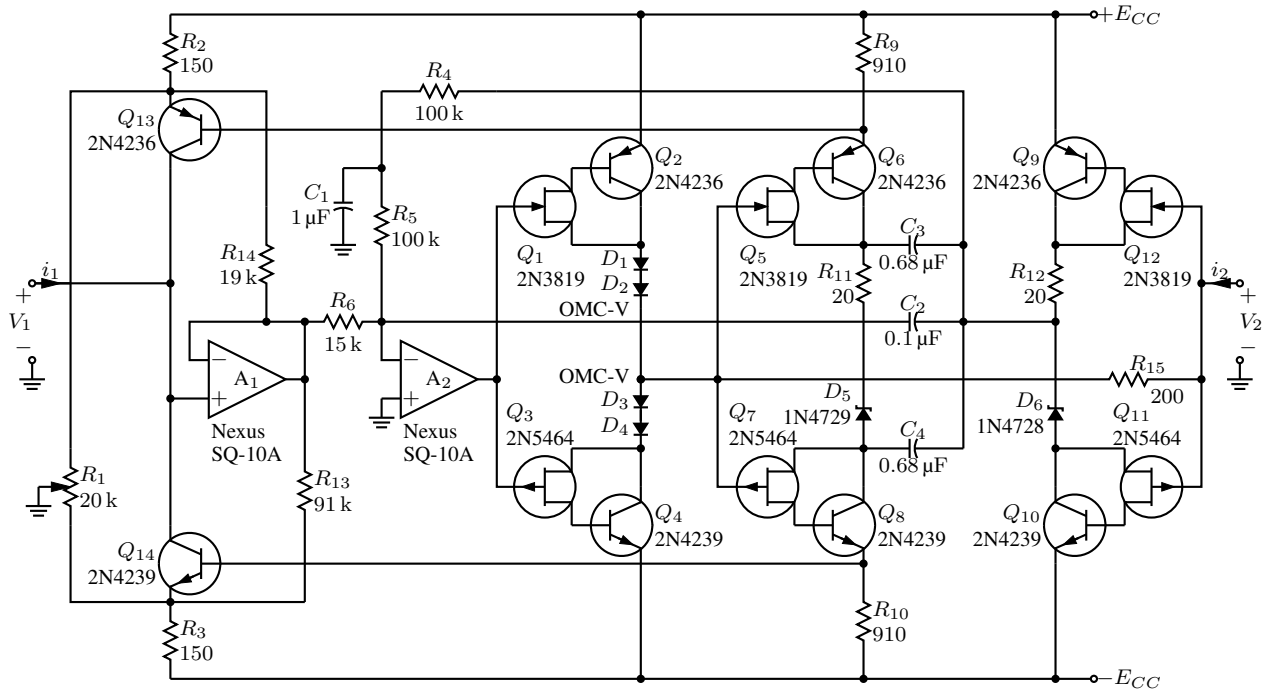 +E_CC
R_2
150
R_9
910
R_4
100 k
Q_13
2N4236
Q_2
2N4236
Q_6
2N4236
Q_9
2N4236
C_1
1 µF
R_5
100 k
Q_1
2N3819
Q_5
2N3819
C_3
0.68 µF
Q_12
2N3819
R_14
19 k
D_1
D_2
OMC-V
R_11
20
R_12
20
i_1
+
V_1
−
i_2
+
V_2
−
R_6
15 k
C_2
0.1 µF
−
A_1
+
Nexus
SQ-10A
−
A_2
+
Nexus
SQ-10A
OMC-V
D_3
D_4
R_15
200
Q_3
2N5464
Q_7
2N5464
D_5
1N4729
D_6
1N4728
Q_11
2N5464
C_4
0.68 µF
R_1
20 k
R_13
91 k
Q_14
2N4239
Q_4
2N4239
Q_8
2N4239
Q_10
2N4239
R_3
150
R_10
910
−E_CC